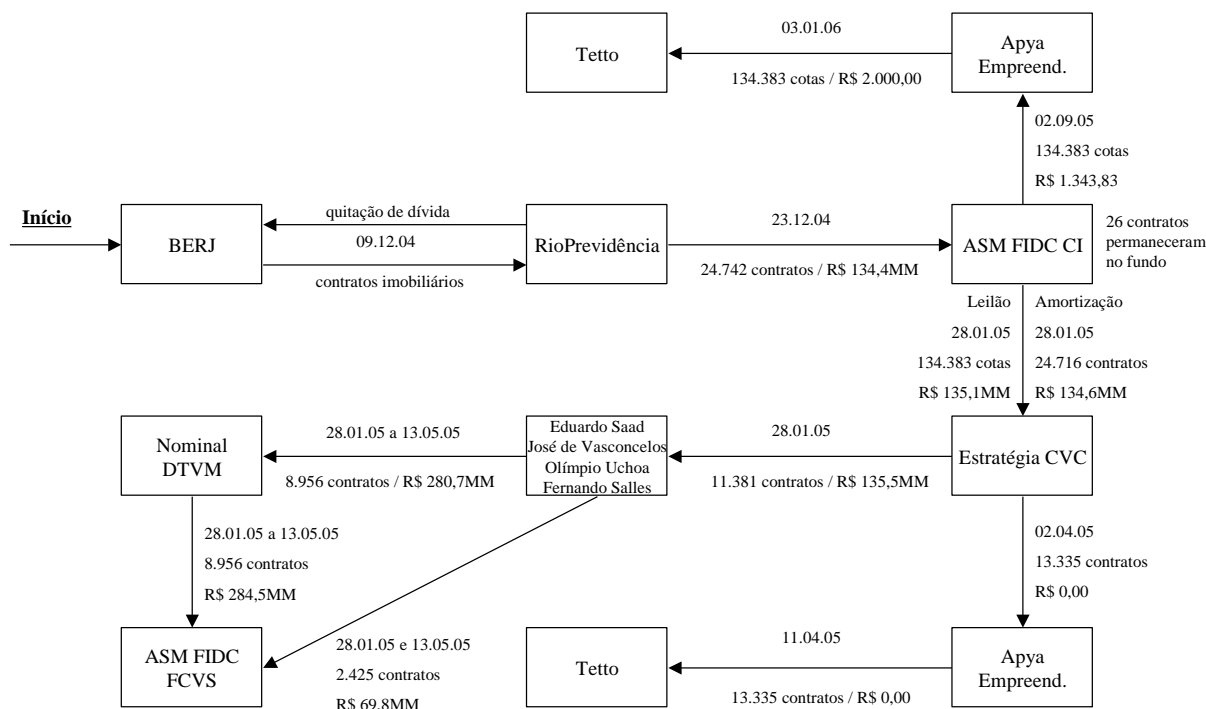 03.01.06
Tetto
Apya
Empreend.
134.383 cotas / R$ 2.000,00
02.09.05
134.383 cotas
R$ 1.343,83
Início
BERJ
quitação de dívida
09.12.04
contratos imobiliários
RioPrevidência
23.12.04
24.742 contratos / R$ 134,4MM
ASM FIDC CI
26 contratos
permaneceram
no fundo
Leilão
28.01.05
134.383 cotas
R$ 135,1MM
Amortização
28.01.05
24.716 contratos
R$ 134,6MM
Nominal
DTVM
28.01.05 a 13.05.05
8.956 contratos / R$ 280,7MM
Eduardo Saad
José de Vasconcelos
Olímpio Uchoa
Fernando Salles
28.01.05
11.381 contratos / R$ 135,5MM
Estratégia CVC
28.01.05 a 13.05.05
8.956 contratos
R$ 284,5MM
02.04.05
13.335 contratos
R$ 0,00
ASM FIDC
FCVS
28.01.05 e 13.05.05
2.425 contratos
R$ 69,8MM
Tetto
11.04.05
13.335 contratos / R$ 0,00
Apya
Empreend.